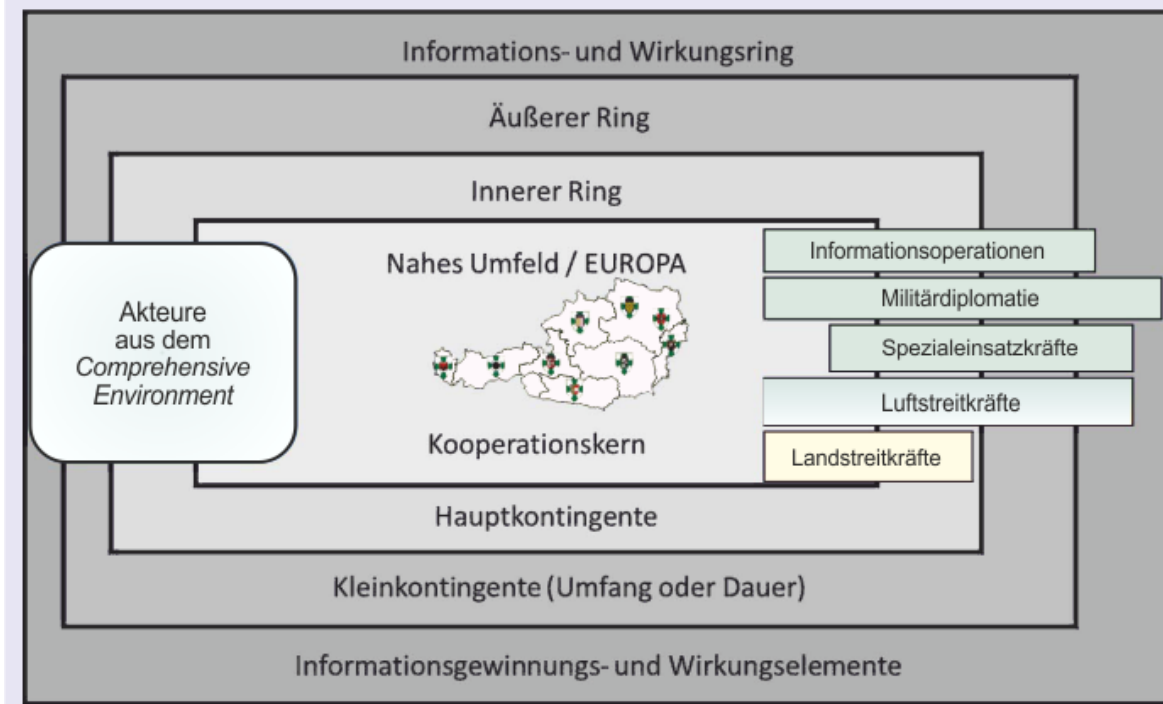 Informations- und Wirkungsring
Äußerer Ring
Innerer Ring
Nahes Umfeld / EUROPA
Kooperationskern
Hauptkontingente
Kleinkontingente (Umfang oder Dauer)
Informationsgewinnungs- und Wirkungselemente
Akteure
aus dem
Comprehensive
Environment
Informationsoperationen
Militärdiplomatie
Spezialeinsatzkräfte
Luftstreitkräfte
Landstreitkräfte